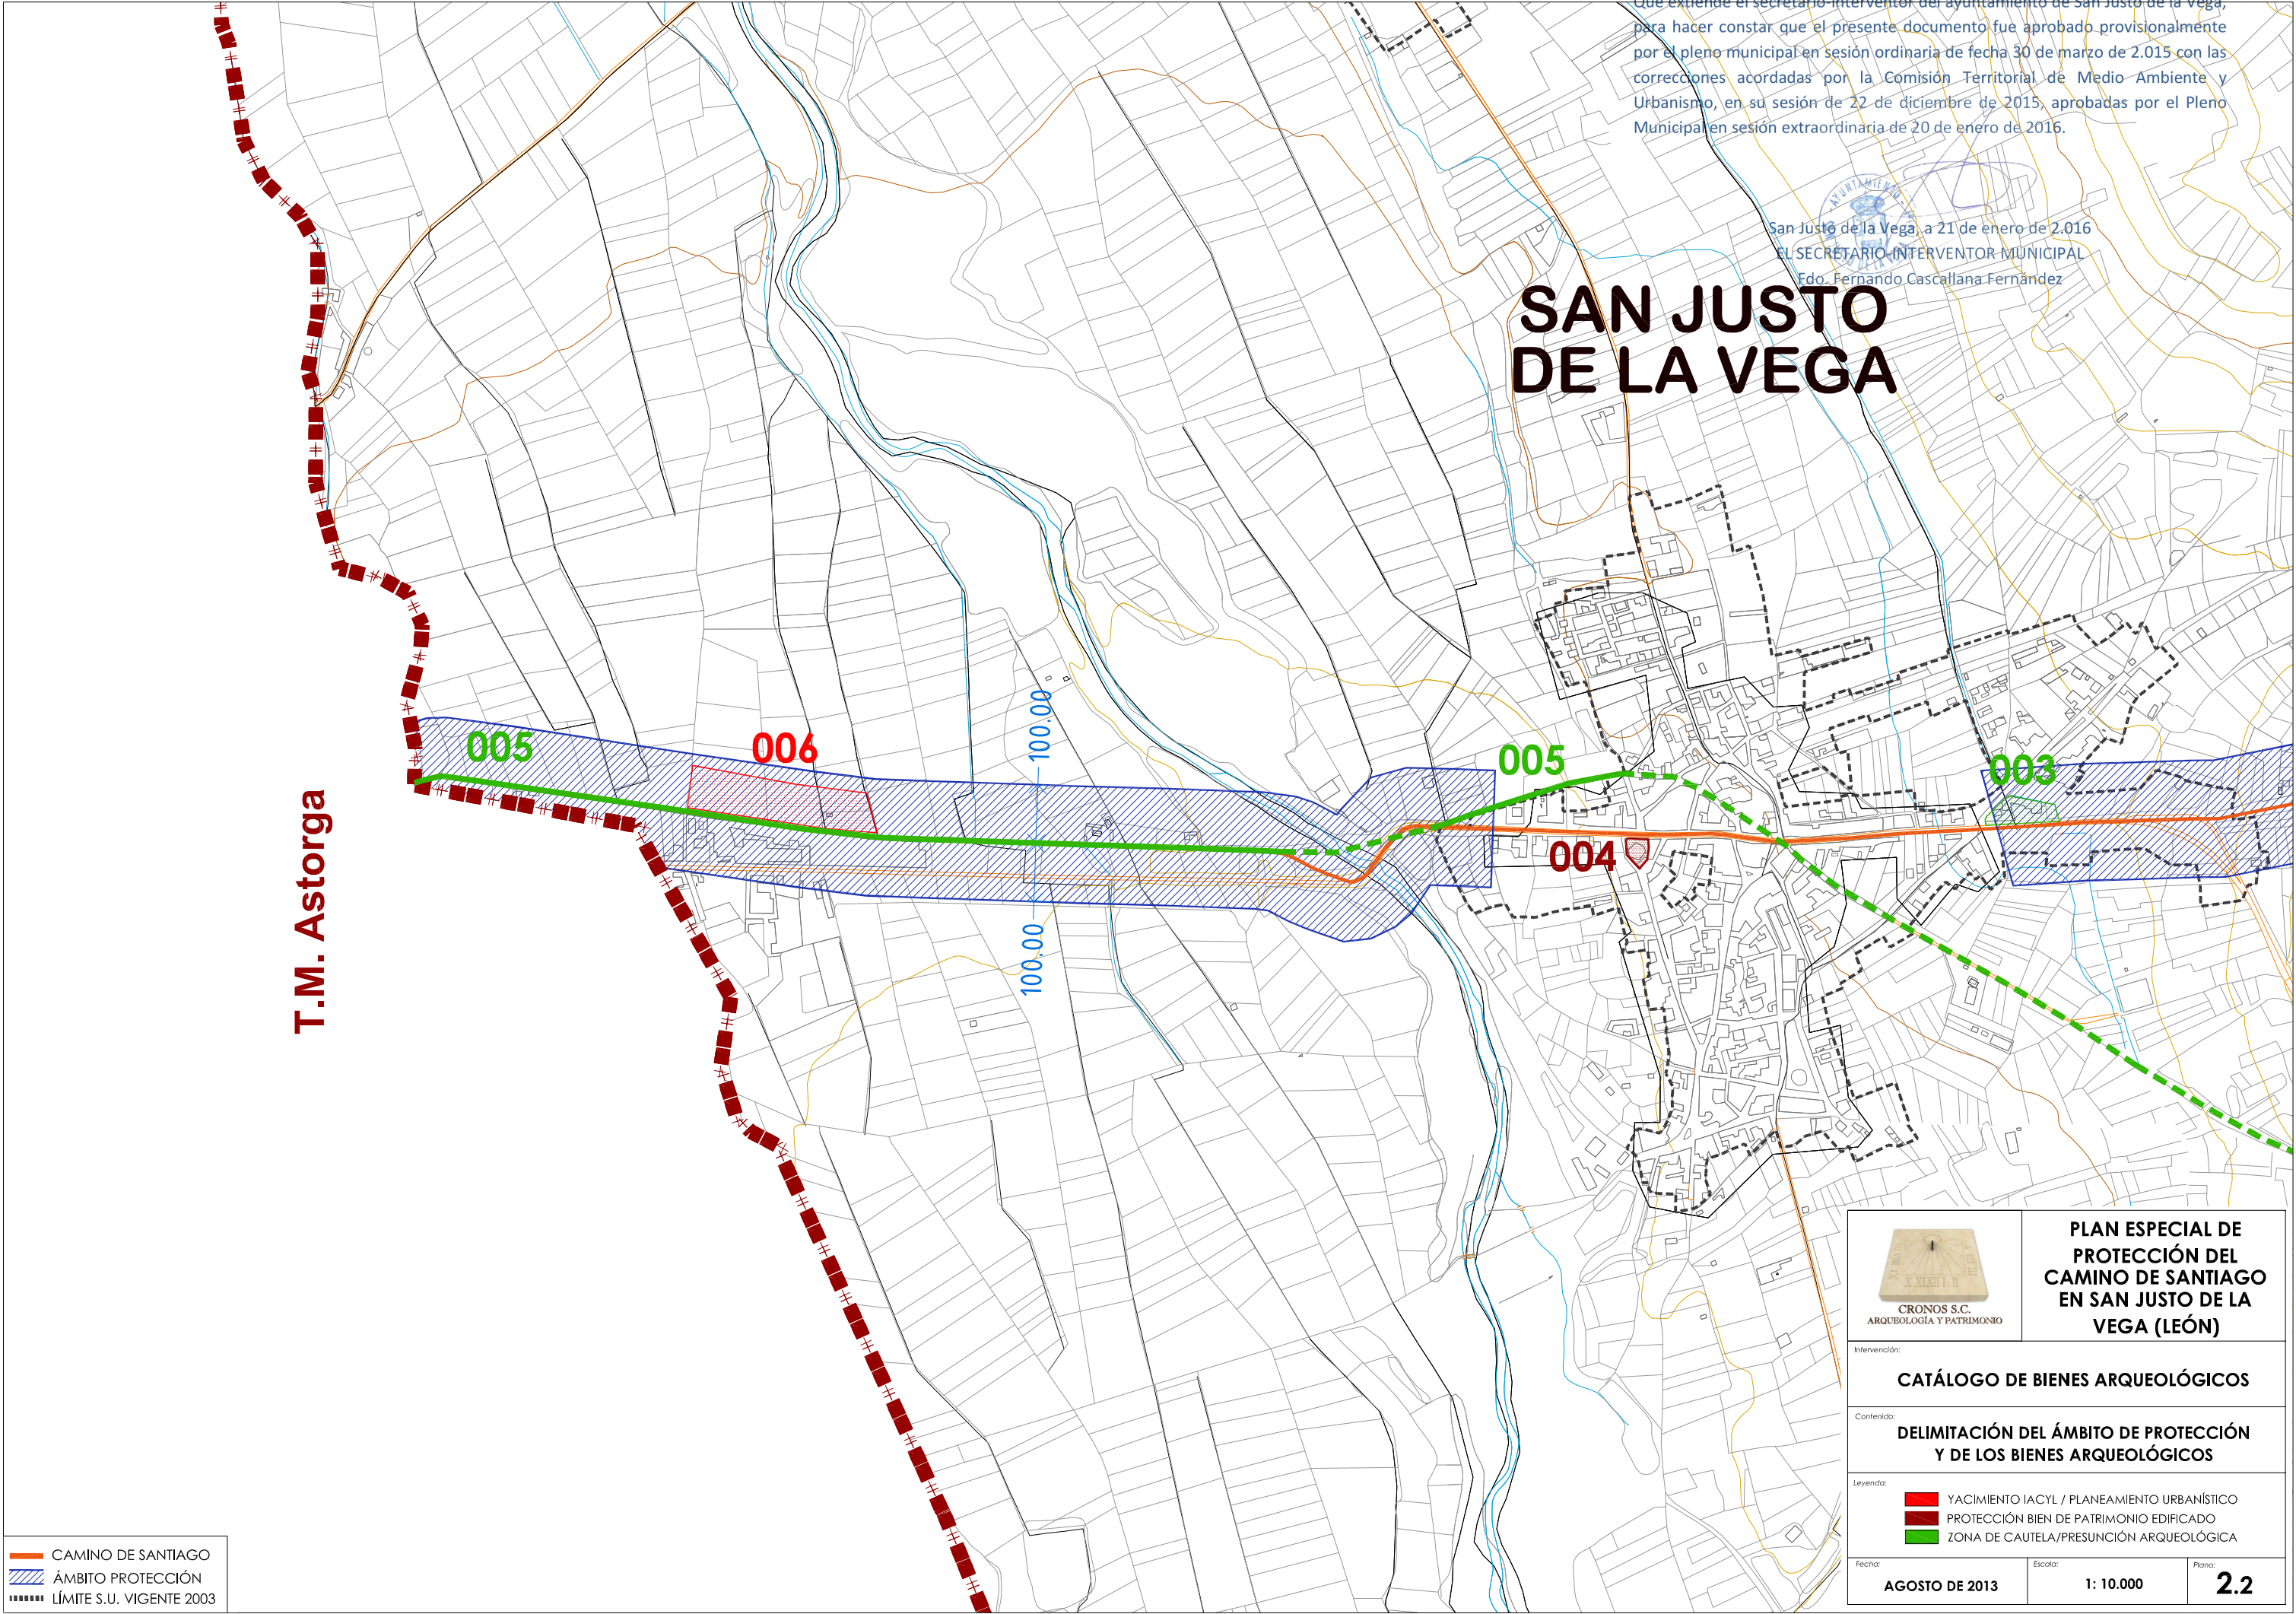 Que extiende el secretario-interventor del ayuntamiento de San Justo de la Vega,
para hacer constar que el presente documento fue aprobado provisionalmente
por el pleno municipal en sesión ordinaria de fecha 30 de marzo de 2.015 con las
correcciones acordadas por la Comisión Territorial de Medio Ambiente y
Urbanismo, en su sesión de 22 de diciembre de 2015, aprobadas por el Pleno
Municipal en sesión extraordinaria de 20 de enero de 2016.
AYUNTAMIENTO
San Justo de la Vega, a 21 de enero de 2.016
EL SECRETARIO-INTERVENTOR MUNICIPAL
Fdo. Fernando Cascallana Fernández
SAN JUSTO
DE LA VEGA
005
006
100.00
005
003
004
100.00
T.M. Astorga
CRONOS S.C.
ARQUEOLOGÍA Y PATRIMONIO
PLAN ESPECIAL DE
PROTECCIÓN DEL
CAMINO DE SANTIAGO
EN SAN JUSTO DE LA
VEGA (LEÓN)
Intervención:
CATÁLOGO DE BIENES ARQUEOLÓGICOS
Contenido:
DELIMITACIÓN DEL ÁMBITO DE PROTECCIÓN
Y DE LOS BIENES ARQUEOLÓGICOS
Leyenda:
YACIMIENTO IACYL / PLANEAMIENTO URBANÍSTICO
PROTECCIÓN BIEN DE PATRIMONIO EDIFICADO
ZONA DE CAUTELA/PRESUNCIÓN ARQUEOLÓGICA
Fecha:
AGOSTO DE 2013
Escala:
1: 10.000
Plano:
2.2
CAMINO DE SANTIAGO
ÁMBITO PROTECCIÓN
LÍMITE S.U. VIGENTE 2003